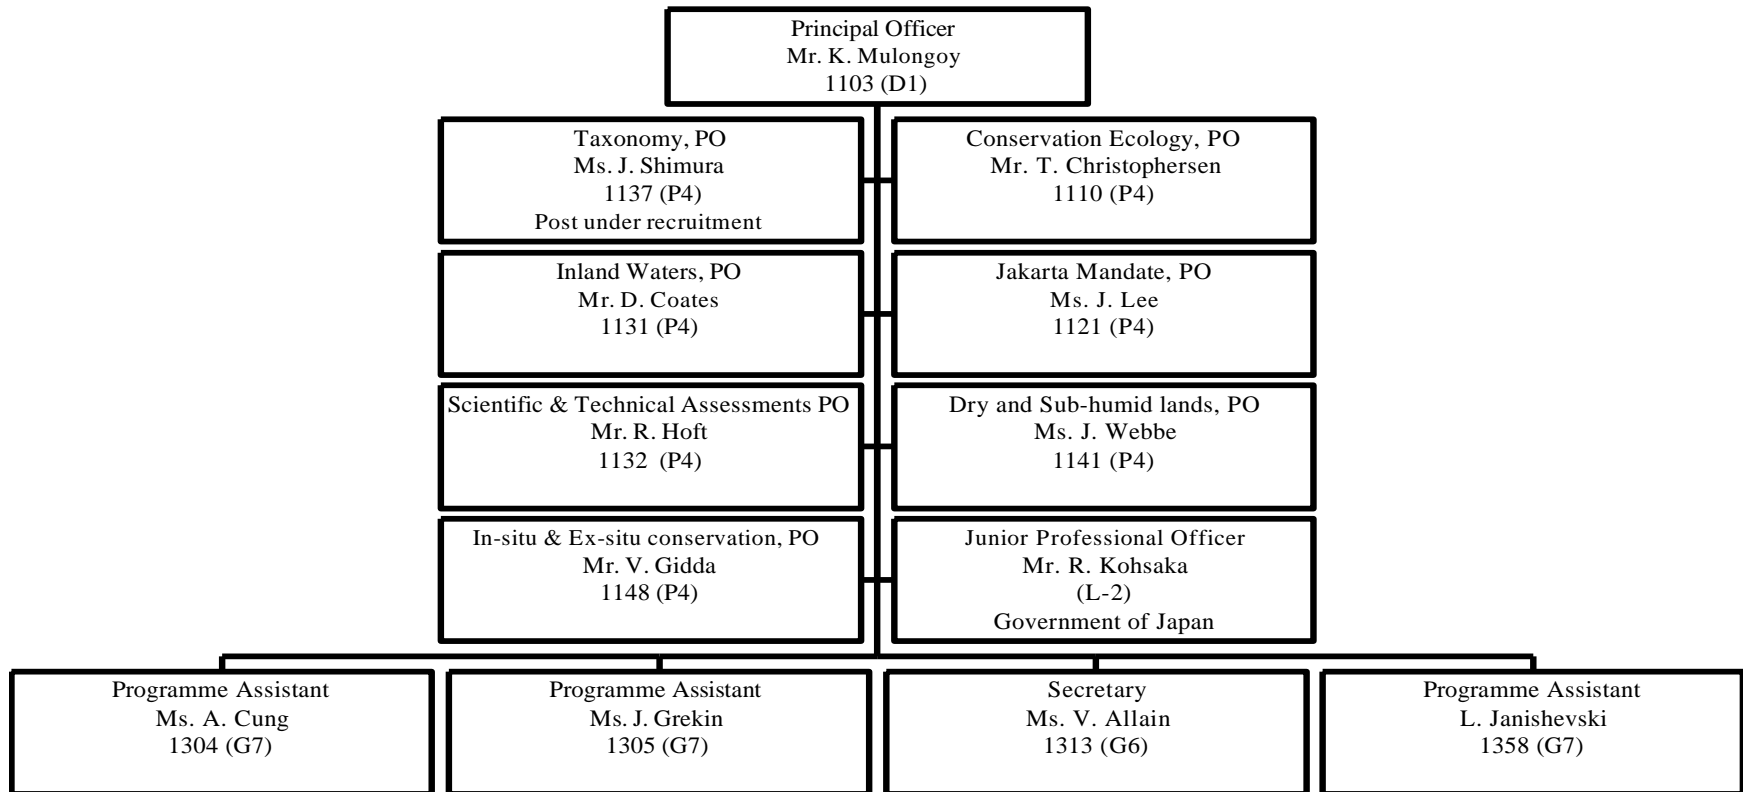 Principal Officer
Mr. K. Mulongoy
1103 (D1)
Taxonomy, PO
Ms. J. Shimura
1137 (P4)
Post under recruitment
Conservation Ecology, PO
Mr. T. Christophersen
1110 (P4)
Inland Waters, PO
Mr. D. Coates
1131 (P4)
Jakarta Mandate, PO
Ms. J. Lee
1121 (P4)
Scientific & Technical Assessments PO
Mr. R. Hoft
1132 (P4)
Dry and Sub-humid lands, PO
Ms. J. Webbe
1141 (P4)
In-situ & Ex-situ conservation, PO
Mr. V. Gidda
1148 (P4)
Junior Professional Officer
Mr. R. Kohsaka
(L-2)
Government of Japan
Programme Assistant
Ms. A. Cung
1304 (G7)
Programme Assistant
Ms. J. Grekin
1305 (G7)
Secretary
Ms. V. Allain
1313 (G6)
Programme Assistant
L. Janishevski
1358 (G7)